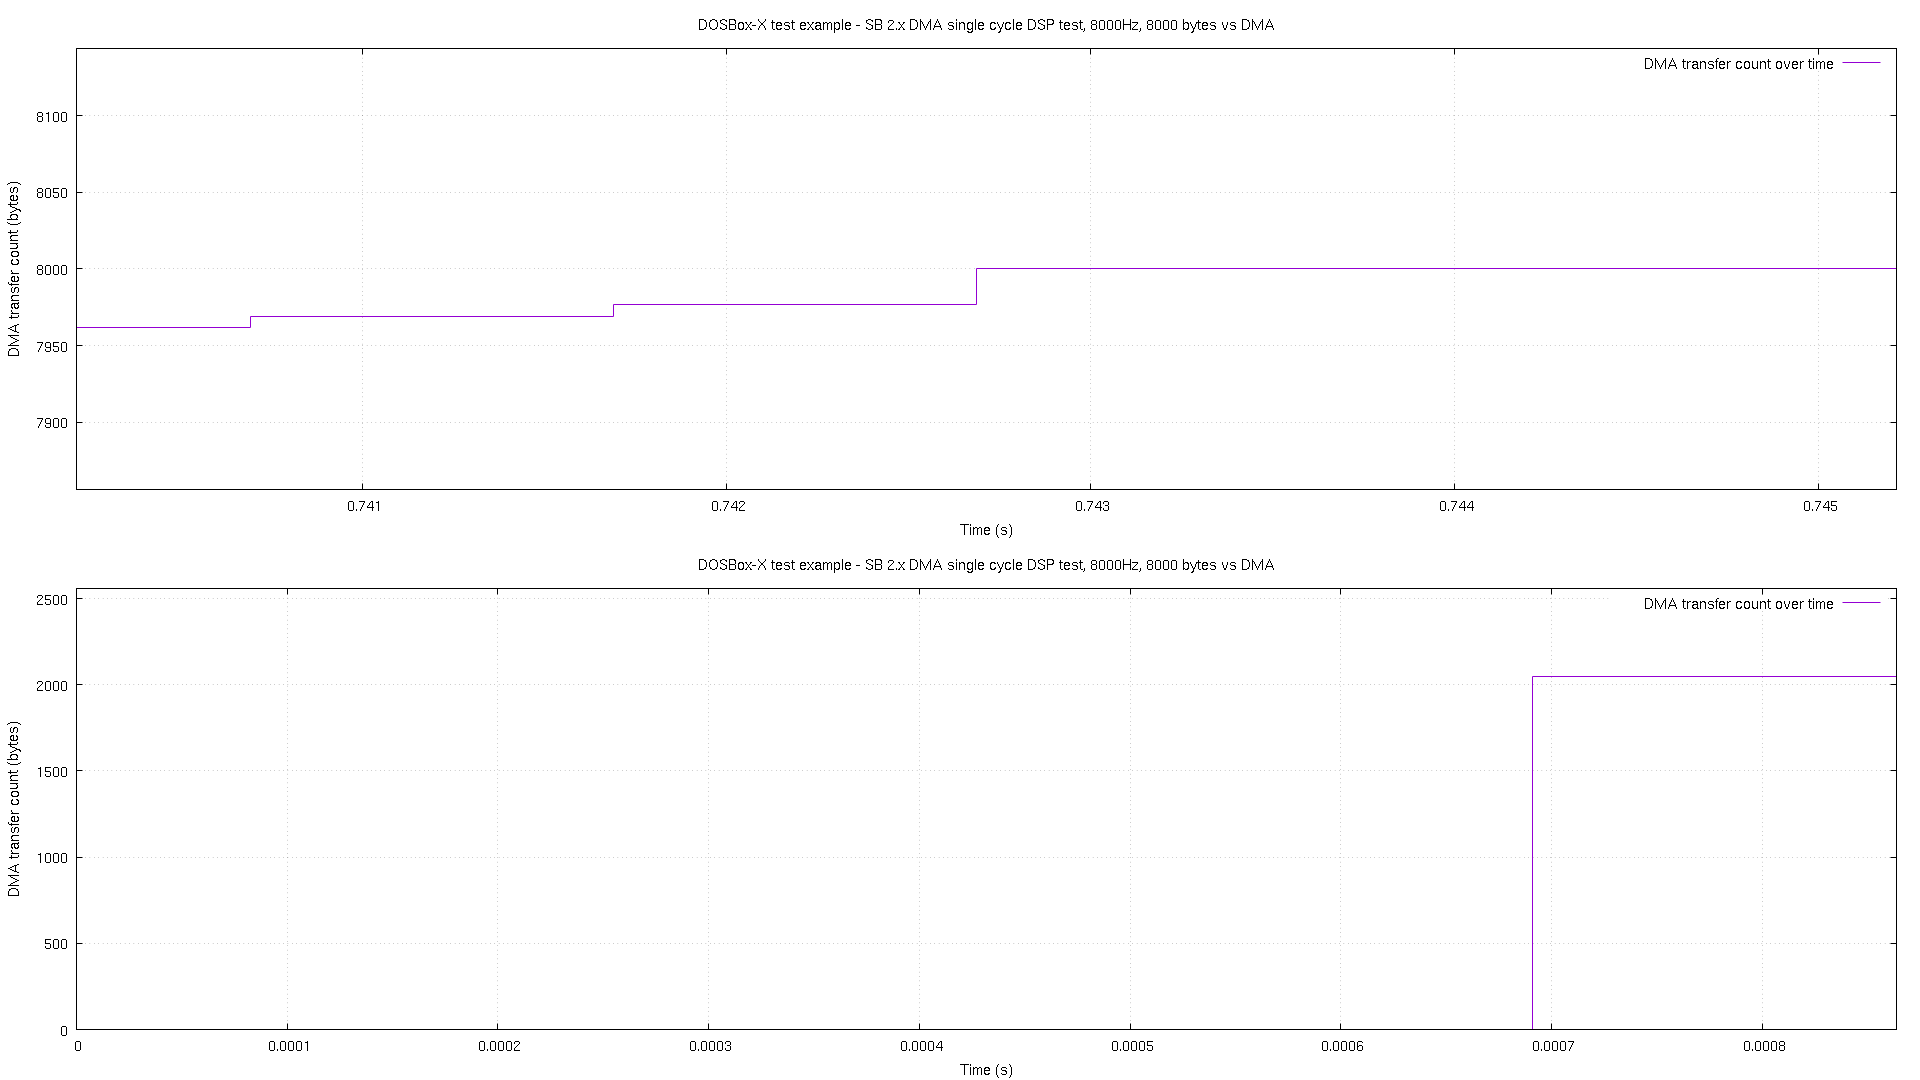 DOSBox-X test example - SB 2.x DMA single cycle DSP test, 8000Hz, 8000 bytes vs DMA
DMA transfer count over time
8100
8050
8000
7950
7900
DMA transfer count (bytes)
0.741 0.742 0.743 0.744 0.745
Time (s)
DOSBox-X test example - SB 2.x DMA single cycle DSP test, 8000Hz, 8000 bytes vs DMA
DMA transfer count over time
2500
2000
1500
1000
500
0
DMA transfer count (bytes)
0 0.0001 0.0002 0.0003 0.0004 0.0005 0.0006 0.0007 0.0008
Time (s)